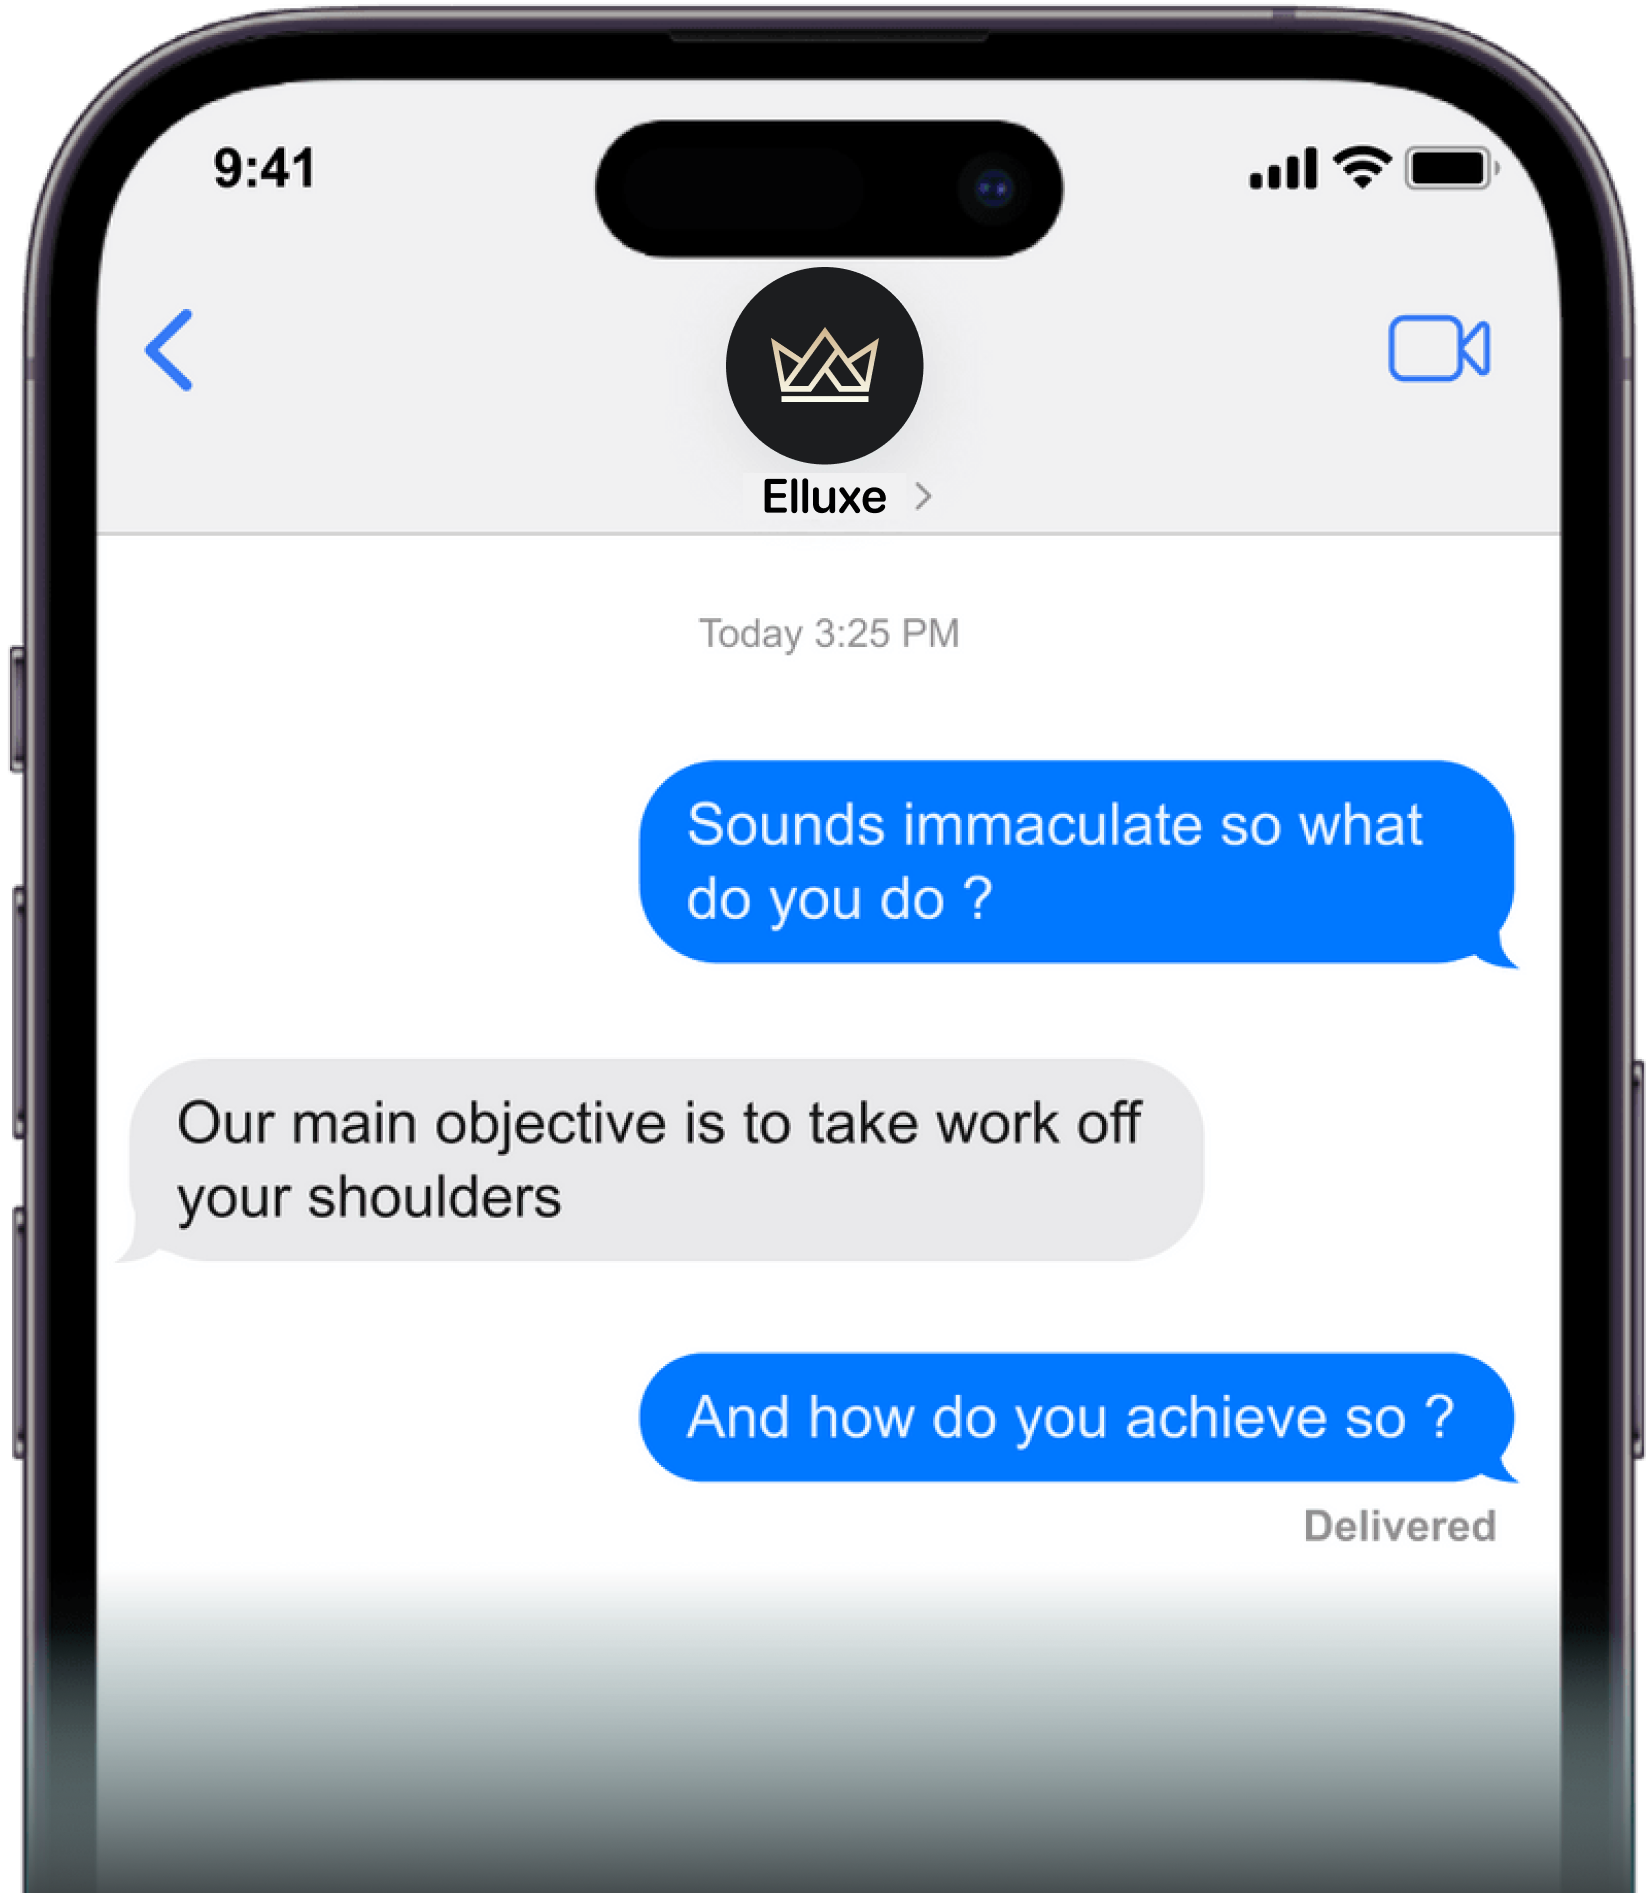 9:41
Elluxe
Today 3:25 PM
Sounds immaculate so what
do you do ?
Our main objective is to take work off
your shoulders
And how do you achieve so ?
Delivered